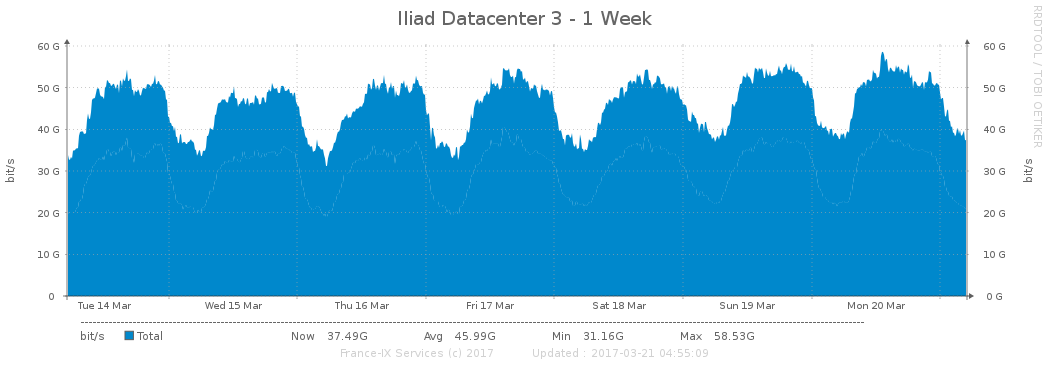 Iliad Datacenter 3 - 1 Week
RRDTOOL / TOBI OETIKER
60 G 60 G
50 G 50 G
40 G 40 G
30 G 30 G
20 G 20 G
10 G 10 G
0 0 G
bit/s bit/s
Tue 14 Mar Wed 15 Mar Thu 16 Mar Fri 17 Mar Sat 18 Mar Sun 19 Mar Mon 20 Mar
bit/s Total Now 37.49G Avg 45.99G Min 31.16G Max 58.53G
France-IX Services (c) 2017 Updated : 2017-03-21 04:55:09